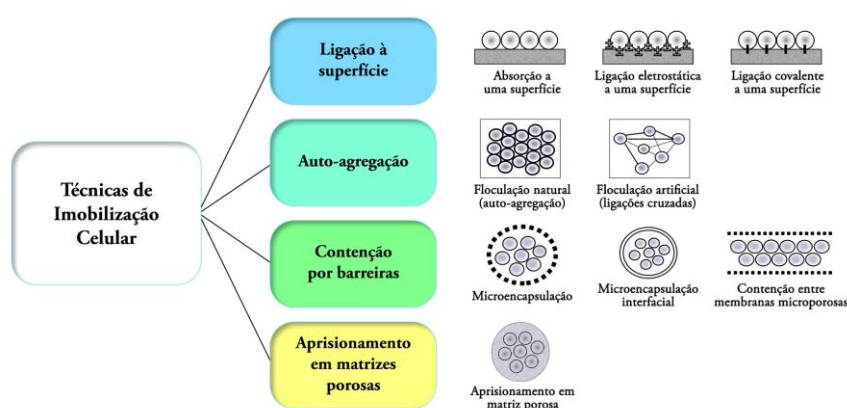 Técnicas de
Imobilização
Celular
Ligação à
superfície
Absorção a
uma superfície
Ligação eletrostática
a uma superfície
Ligação covalente
a uma superfície
Auto-agregação
Floculação natural
(auto-agregação)
Floculação artificial
(ligações cruzadas)
Contenção
por barreiras
Microencapsulação
Microencapsulação
interfacial
Contenção entre
membranas microporosas
Aprisionamento
em matrizes
porosas
Aprisionamento em
matriz porosa